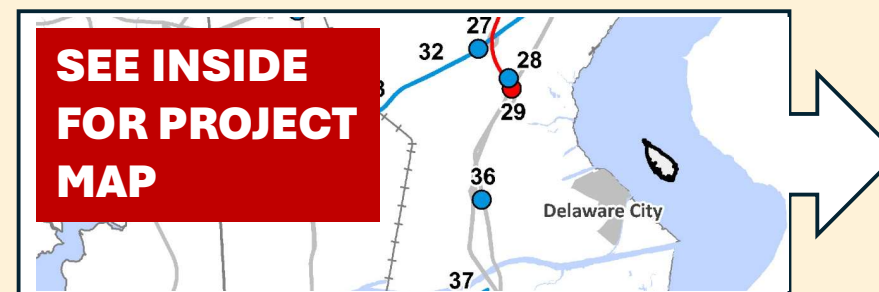 SEE INSIDE
FOR PROJECT
MAP
27
32
28
29
36
Delaware City
37